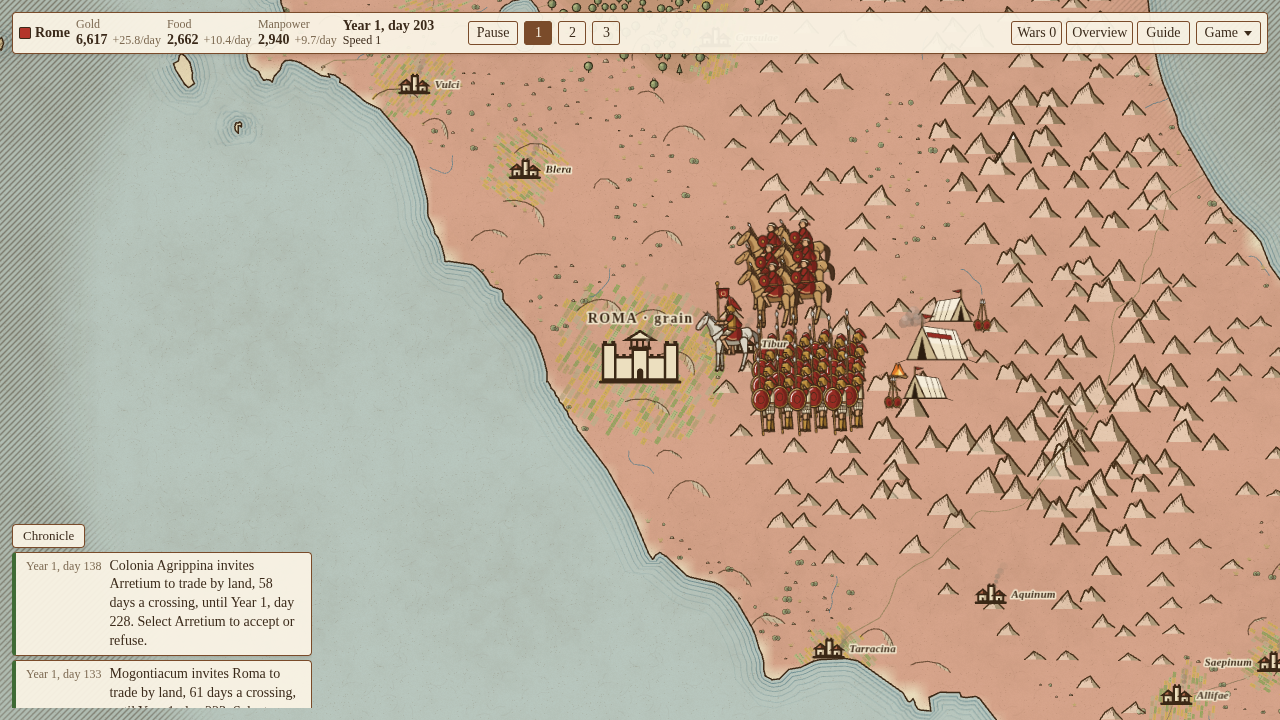 Rome
Gold
6,617 +25.8/day
Food
2,662 +10.4/day
Manpower
2,940 +9.7/day
Year 1, day 203
Speed 1
Pause
1
2
3
Wars 0
Overview
Guide
Game
Vulci
Blera
ROMA · grain
Tibur
Aquinum
Tarracina
Saepinum
Allifae
Chronicle
Year 1, day 138
Colonia Agrippina invites
Arretium to trade by land, 58
days a crossing, until Year 1, day
228. Select Arretium to accept or
refuse.
Year 1, day 133
Mogontiacum invites Roma to
trade by land, 61 days a crossing,